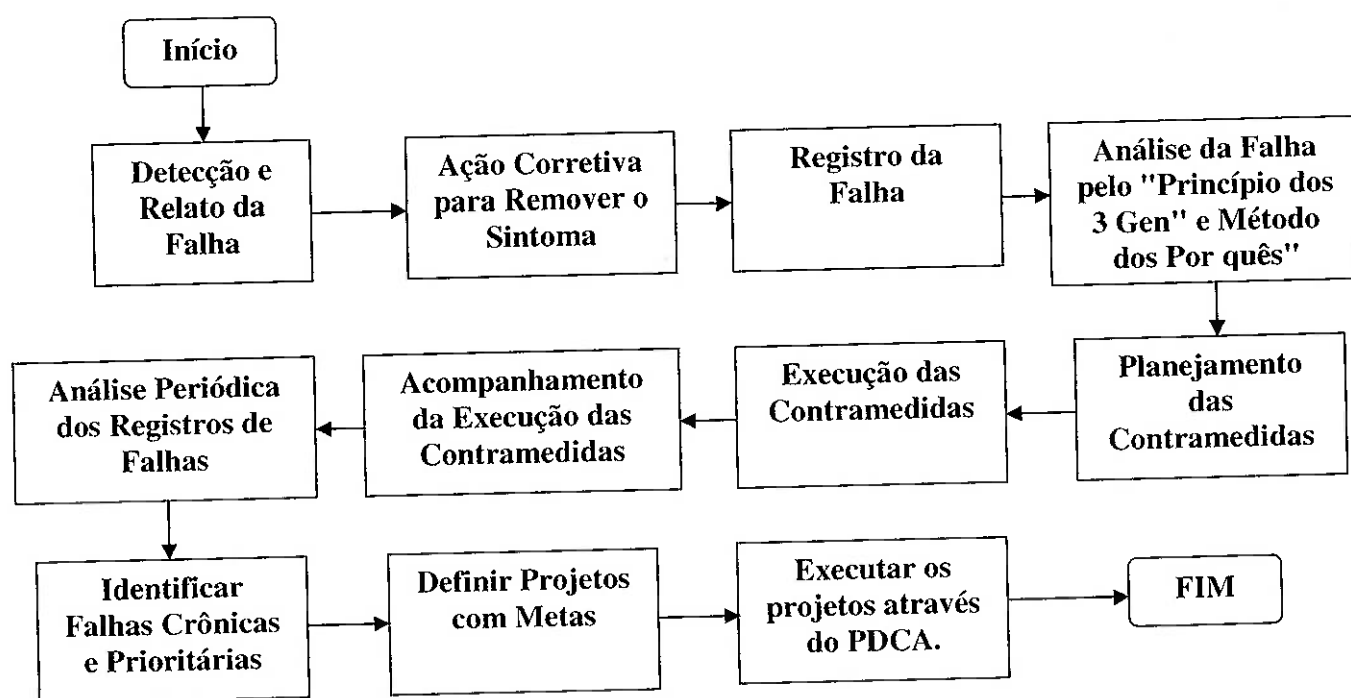 Início
Detecção e
Relato da
Falha
Ação Corretiva
para Remover o
Sintoma
Registro da
Falha
Análise da Falha
pelo "Princípio dos
3 Gen" e Método
dos Por quês"
Planejamento
das
Contramedidas
Execução das
Contramedidas
Acompanhamento
da Execução das
Contramedidas
Análise Periódica
dos Registros de
Falhas
Identificar
Falhas Crônicas
e Prioritárias
Definir Projetos
com Metas
Executar os
projetos através
do PDCA.
FIM